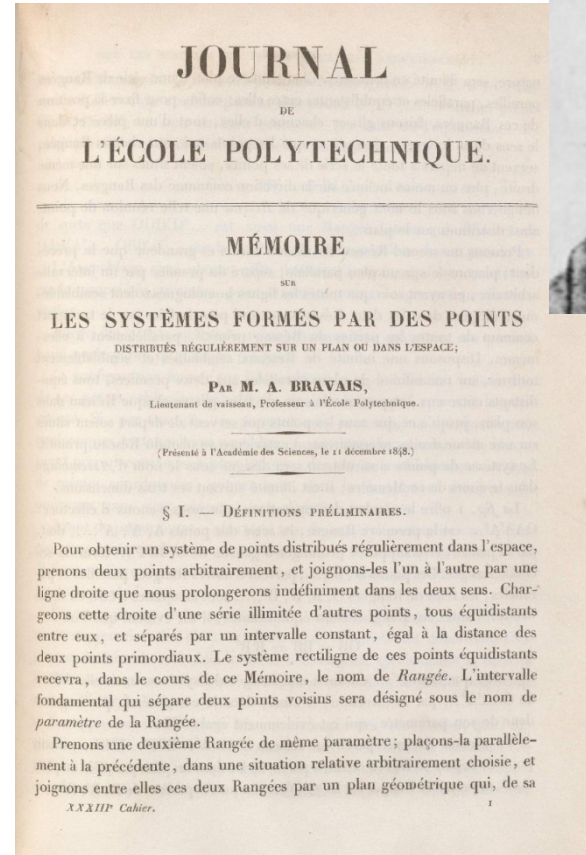 JOURNAL
DE
L'ÉCOLE POLYTECHNIQUE.
MÉMOIRE
SUR
LES SYSTÈMES FORMÉS PAR DES POINTS
DISTRIBUÉS RÉGULIÈREMENT SUR UN PLAN OU DANS L'ESPACE;
PAR M. A. BRAVAIS,
Lieutenant de vaisseau, Professeur à l'École Polytechnique.
(Présenté à l'Académie des Sciences, le 11 décembre 1848.)
§ I. — DÉFINITIONS PRÉLIMINAIRES.
Pour obtenir un système de points distribués régulièrement dans l'espace,
prenons deux points arbitrairement, et joignons-les l'un à l'autre par une
ligne droite que nous prolongerons indéfiniment dans les deux sens. Char-
geons cette droite d'une série illimitée d'autres points, tous équidistants
entre eux, et séparés par un intervalle constant, égal à la distance des
deux points primordiaux. Le système rectiligne de ces points équidistants
recevra, dans le cours de ce Mémoire, le nom de Rangée. L'intervalle
fondamental qui sépare deux points voisins sera désigné sous le nom de
paramètre de la Rangée.
Prenons une deuxième Rangée de même paramètre; plaçons-la parallèle-
ment à la précédente, dans une situation relative arbitrairement choisie, et
joignons entre elles ces deux Rangées par un plan géométrique qui, de sa
XXXIIIe Cahier.
1